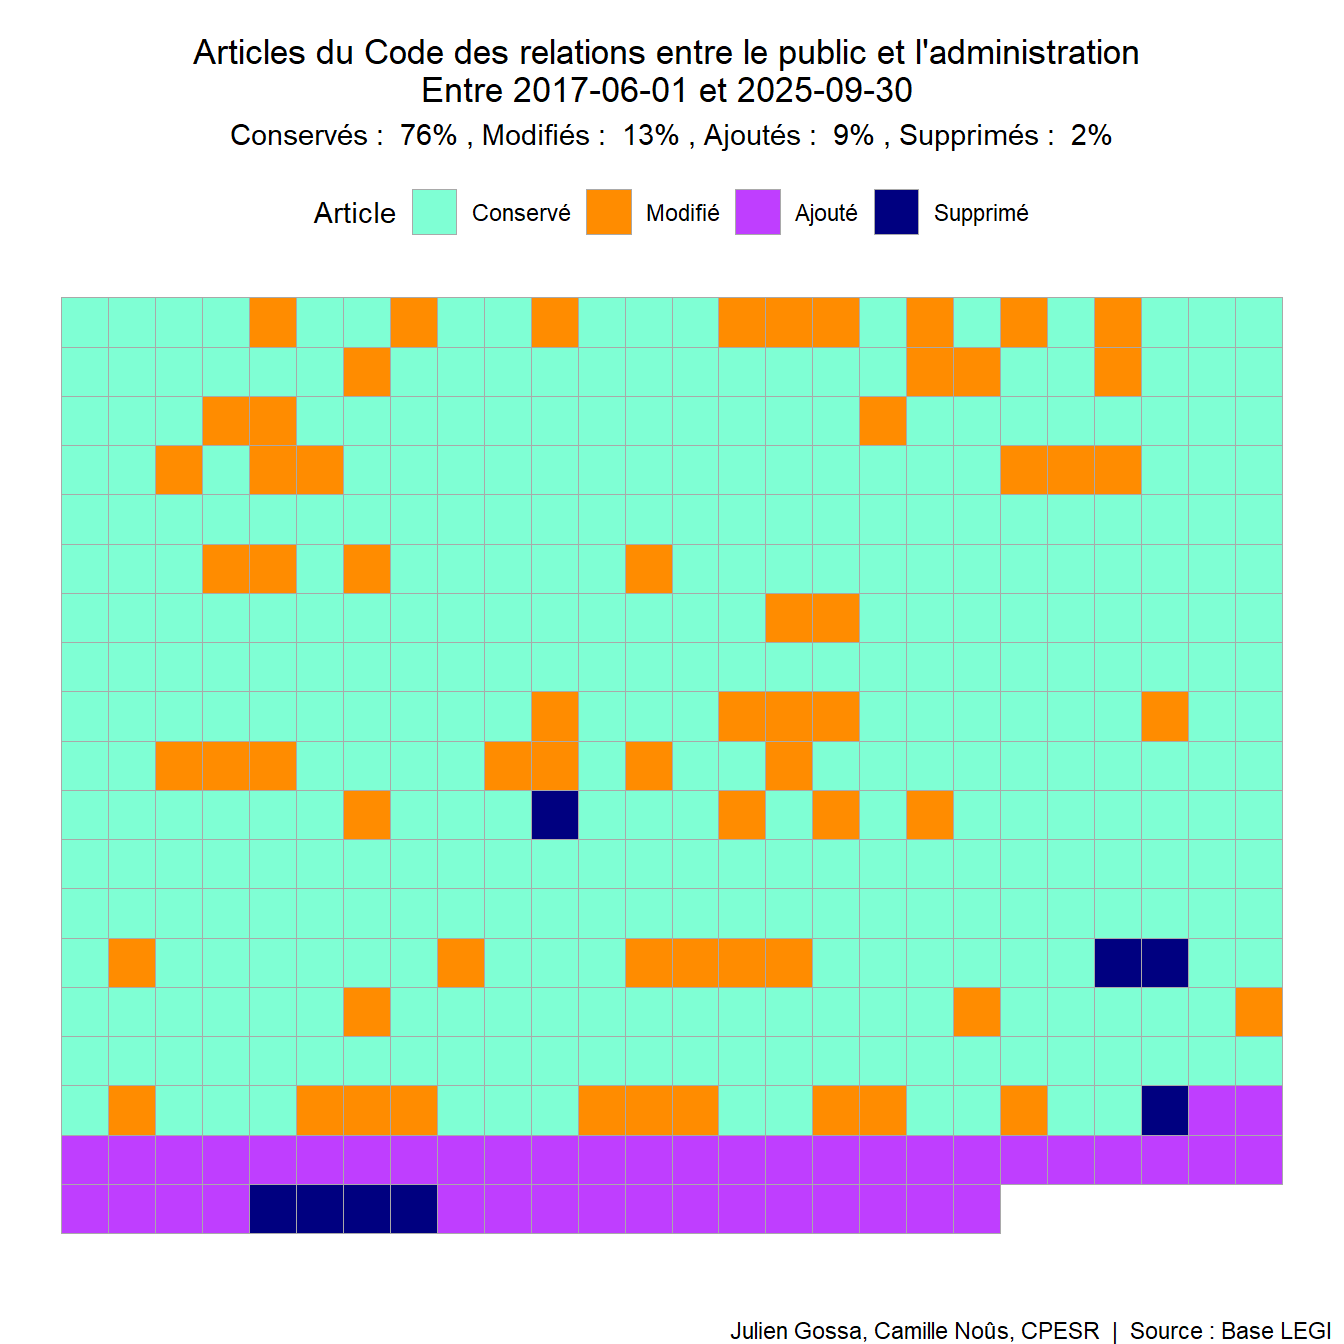 Articles du Code des relations entre le public et l'administration
Entre 2017-06-01 et 2025-09-30
Conservés :  76% , Modifiés :  13% , Ajoutés :  9% , Supprimés :  2%
Article Conservé Modifié Ajouté Supprimé
Julien Gossa, Camille Noûs, CPESR | Source : Base LEGI